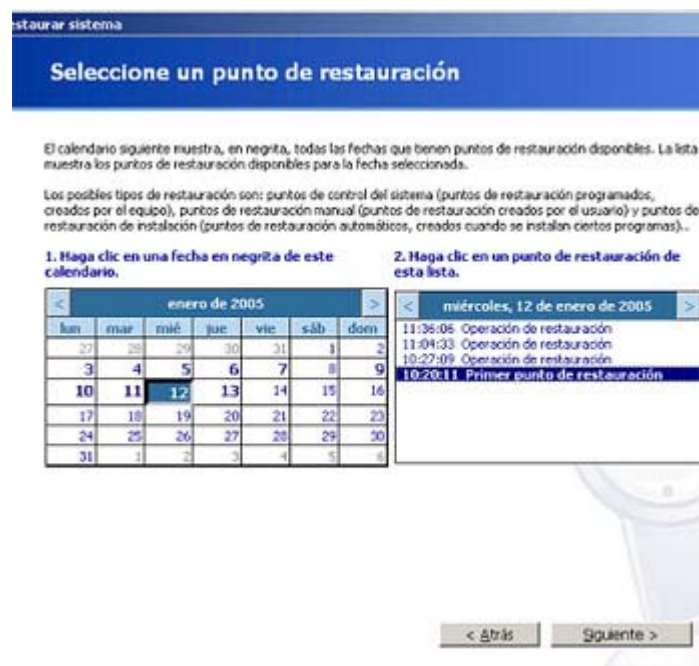 estaurar sistema
Seleccione un punto de restauración
El calendario siguiente muestra, en negrita, todas las fechas que tienen puntos de restauración disponibles. La lista
muestra los puntos de restauración disponibles para la fecha seleccionada.
Los posibles tipos de restauración son: puntos de control del sistema (puntos de restauración programados,
creados por el equipo), puntos de restauración manual (puntos de restauración creados por el usuario) y puntos de
restauración de instalación (puntos de restauración automáticos, creados cuando se instalan ciertos programas)..
1. Haga clic en una fecha en negrita de este
calendario.
< enero de 2005 >
lun mar mié jue vie sáb dom
27 28 29 30 31 1 2
3 4 5 6 7 8 9
10 11 12 13 14 15 16
17 18 19 20 21 22 23
24 25 26 27 28 29 30
31 1 2 3 4 5 6
2. Haga clic en un punto de restauración de
esta lista.
< miércoles, 12 de enero de 2005 >
11:36:06 Operación de restauración
11:04:33 Operación de restauración
10:27:09 Operación de restauración
10:20:11 Primer punto de restauración
< Atrás
Siguiente >